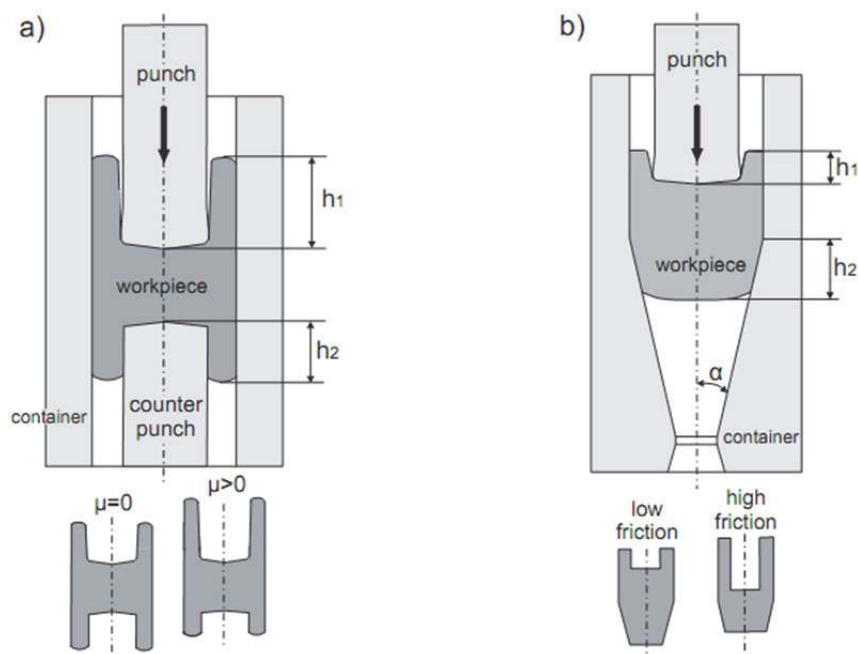 a)
punch
h1
workpiece
h2
container
counter
punch
μ=0
μ>0
b)
punch
h1
workpiece
h2
α
container
low
friction
high
friction